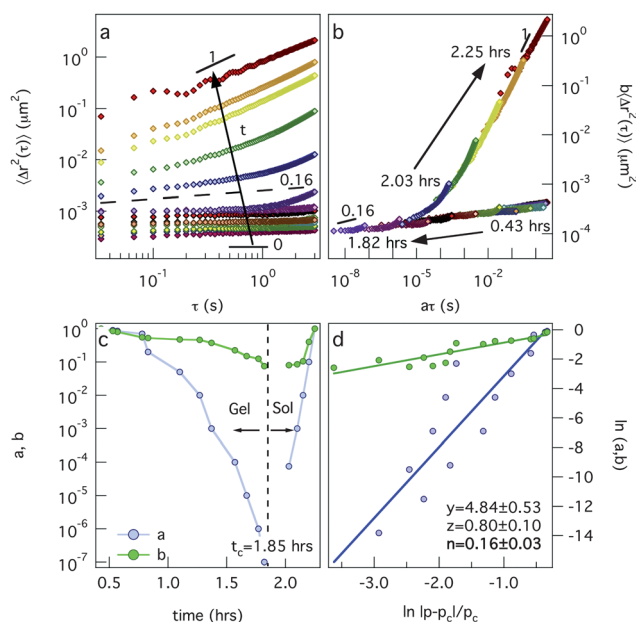 a
1
t
0.16
0
10⁰
10⁻¹
10⁻²
10⁻³
⟨Δr²(τ)⟩ (μm²)
10⁻¹
10⁰
τ (s)
b
1
2.25 hrs
2.03 hrs
0.16
0.43 hrs
1.82 hrs
10⁰
10⁻¹
10⁻²
10⁻³
10⁻⁴
b⟨Δr²(τ)⟩ (μm²)
10⁻⁸
10⁻⁵
10⁻²
aτ (s)
c
10⁰
10⁻¹
10⁻²
10⁻³
10⁻⁴
10⁻⁵
10⁻⁶
10⁻⁷
a, b
Gel
Sol
a
b
t_c=1.85 hrs
0.5
1.0
1.5
2.0
time (hrs)
d
0
-2
-4
-6
-8
-10
-12
-14
ln (a,b)
y=4.84±0.53
z=0.80±0.10
n=0.16±0.03
-3.0
-2.0
-1.0
ln |p-p_c|/p_c